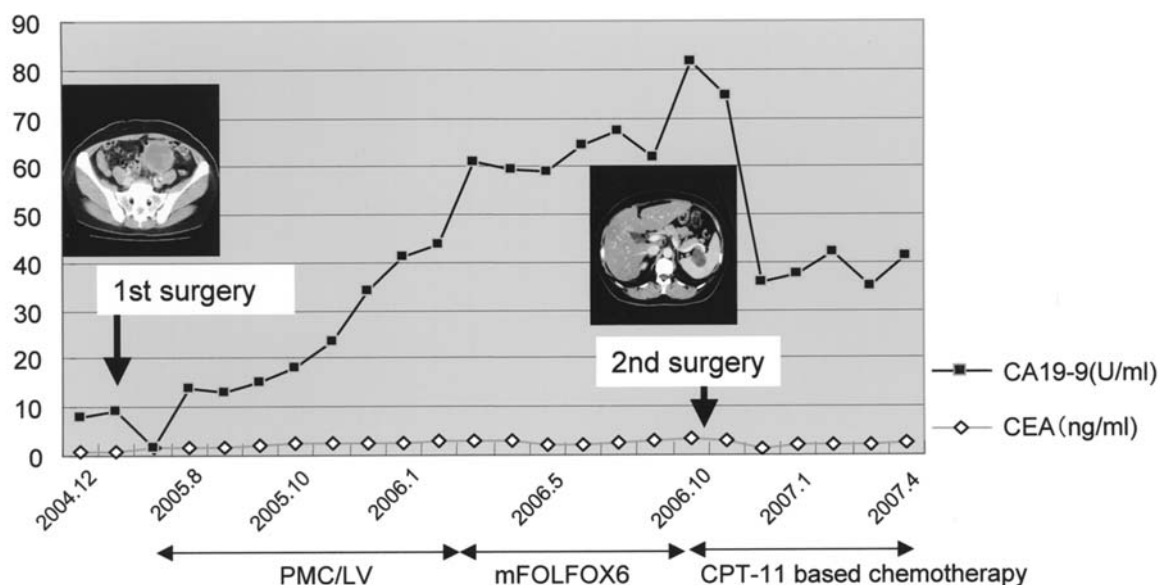 90
80
70
60
50
40
30
20
10
0
1st surgery
2nd surgery
CA19-9(U/ml)
CEA(ng/ml)
2004.12
2005.8
2005.10
2006.1
2006.5
2006.10
2007.1
2007.4
PMC/LV
mFOLFOX6
CPT-11 based chemotherapy